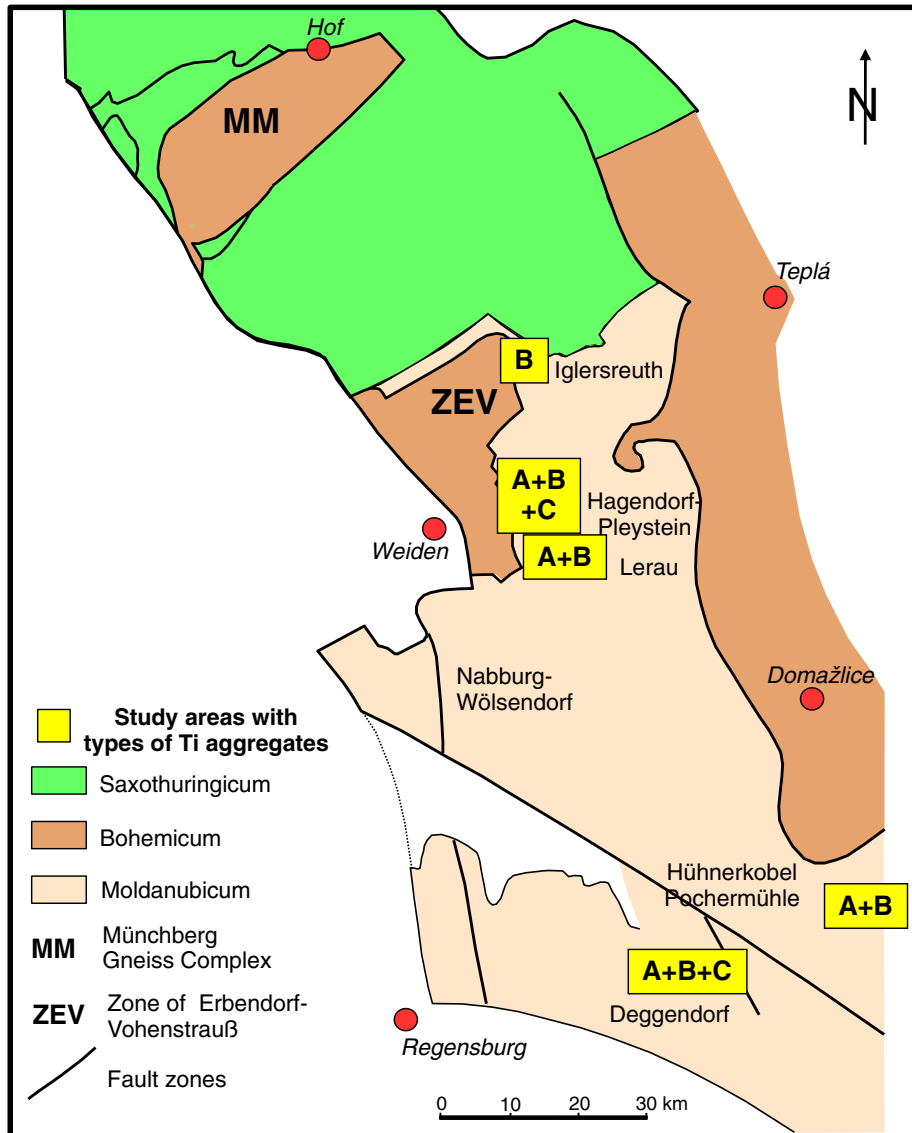 Hof
MM
N
Teplá
B
Iglersreuth
ZEV
A+B
+C
Hagendorf-
Pleystein
Weiden
A+B
Lerau
Nabburg-
Wölsendorf
Domažlice
Study areas with
types of Ti aggregates
Saxothuringicum
Bohemicum
Moldanubicum
MM
Münchberg
Gneiss Complex
ZEV
Zone of Erbendorf-
Vohenstrauß
Fault zones
Hühnerkobel
Pochermühle
A+B
A+B+C
Deggendorf
Regensburg
0 10 20 30 km